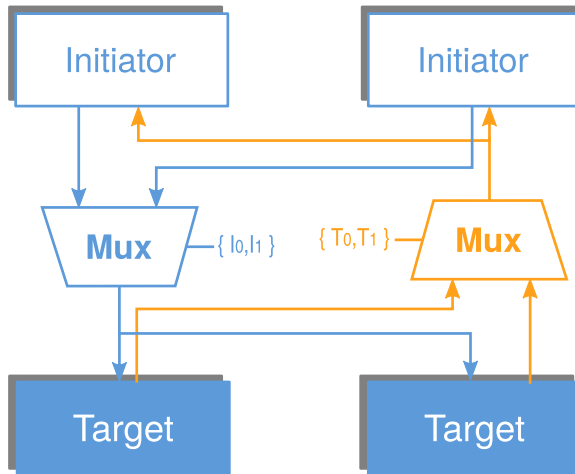 Initiator
Initiator
Mux
{ I0,I1 }
{ T0,T1 }
Mux
Target
Target